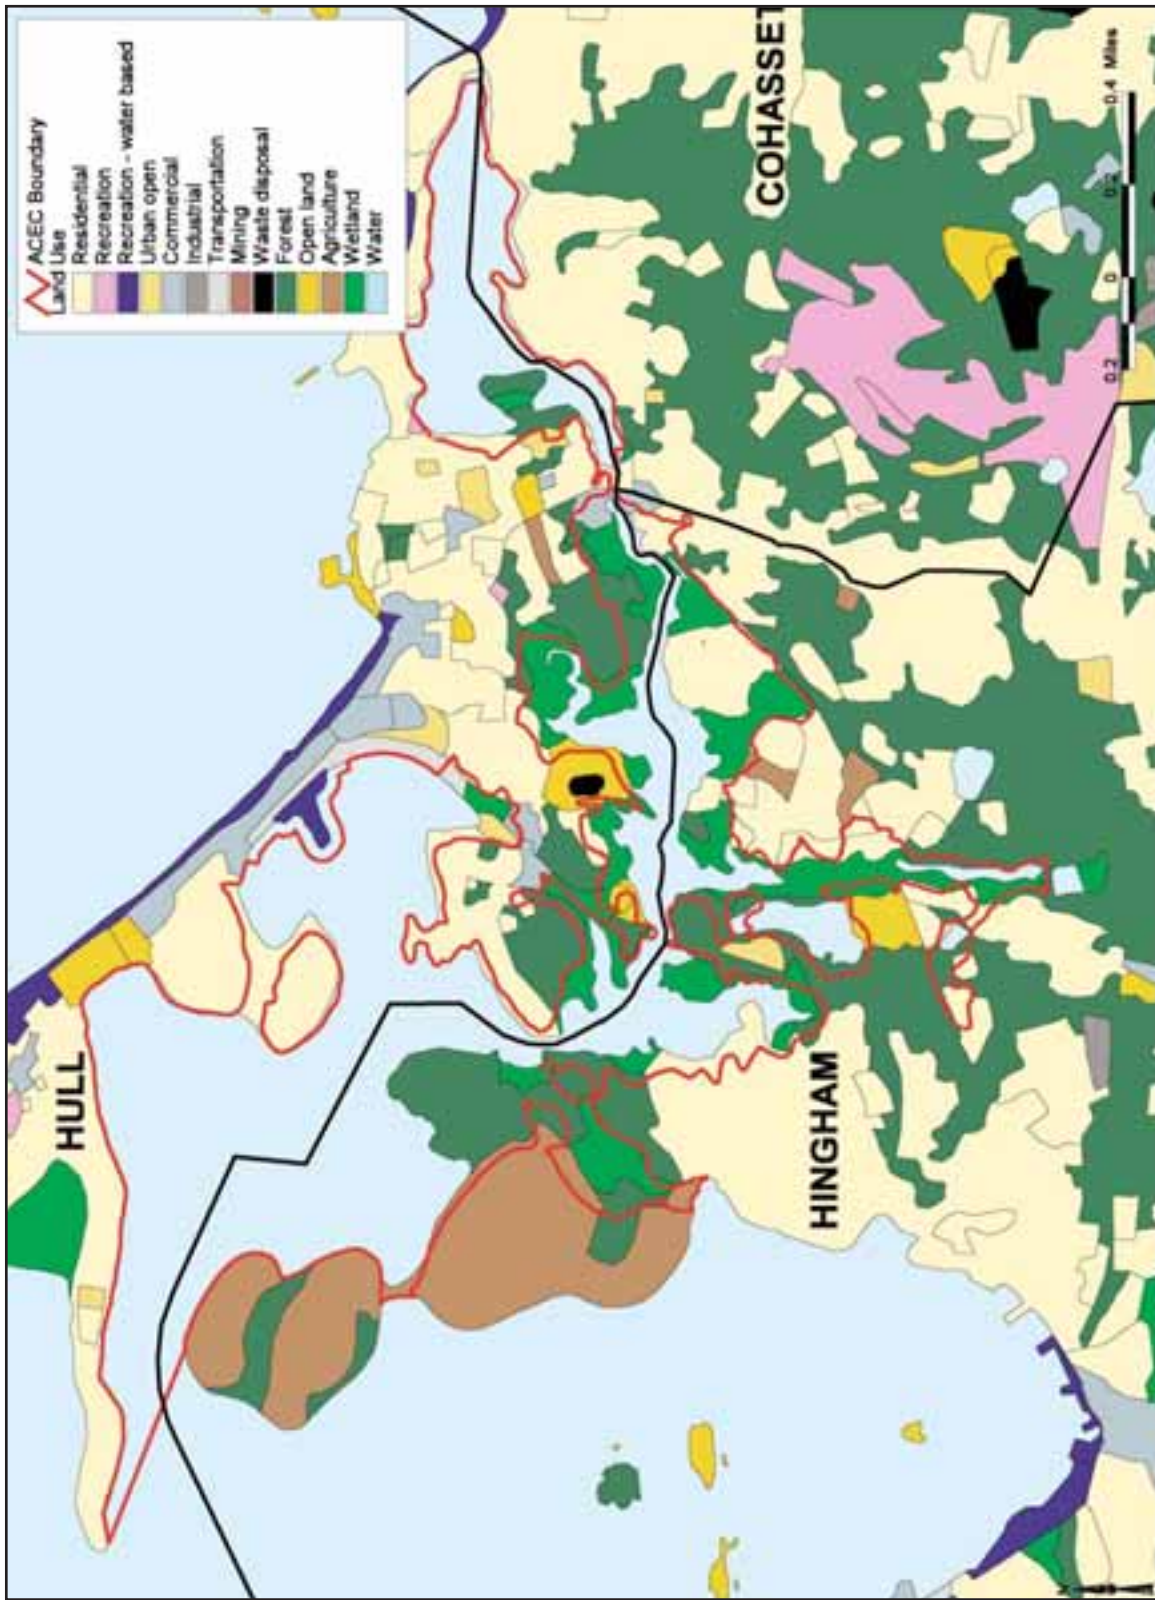 ACEC Boundary
Land Use
Residential
Recreation
Recreation - water based
Urban open
Commercial
Industrial
Transportation
Mining
Waste disposal
Forest
Open land
Agriculture
Wetland
Water
HULL
COHASSET
HINGHAM
0.2 0 0.2 0.4 Miles